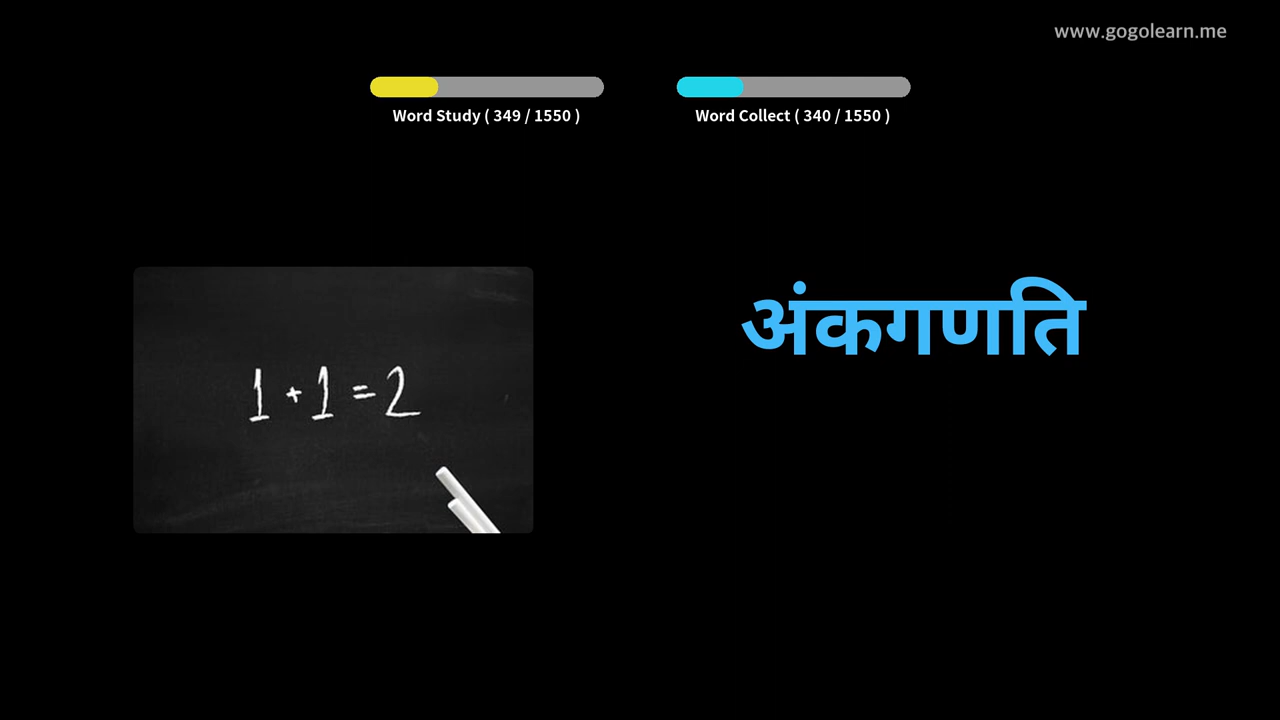 www.gogolearn.me
Word Study ( 349 / 1550 )
Word Collect ( 340 / 1550 )
अंकगणति
1 + 1 = 2